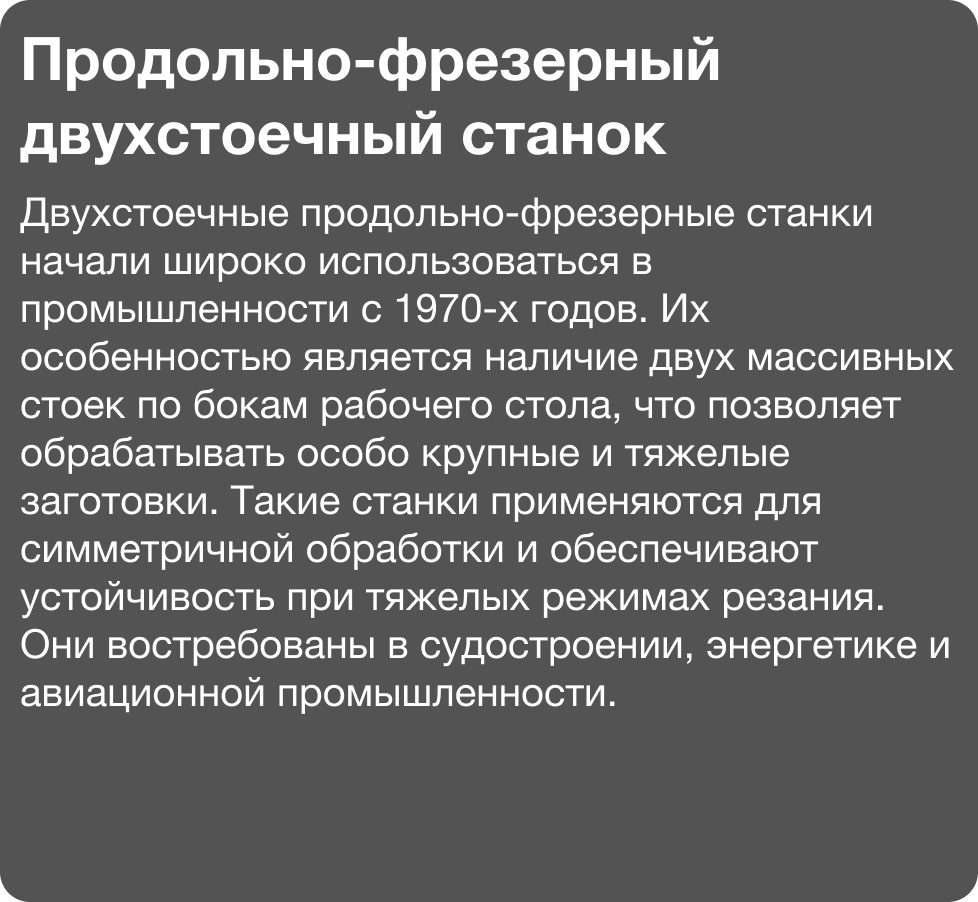 Продольно-фрезерный
двухстоечный станок
Двухстоечные продольно-фрезерные станки
начали широко использоваться в
промышленности с 1970-х годов. Их
особенностью является наличие двух массивных
стоек по бокам рабочего стола, что позволяет
обрабатывать особо крупные и тяжелые
заготовки. Такие станки применяются для
симметричной обработки и обеспечивают
устойчивость при тяжелых режимах резания.
Они востребованы в судостроении, энергетике и
авиационной промышленности.